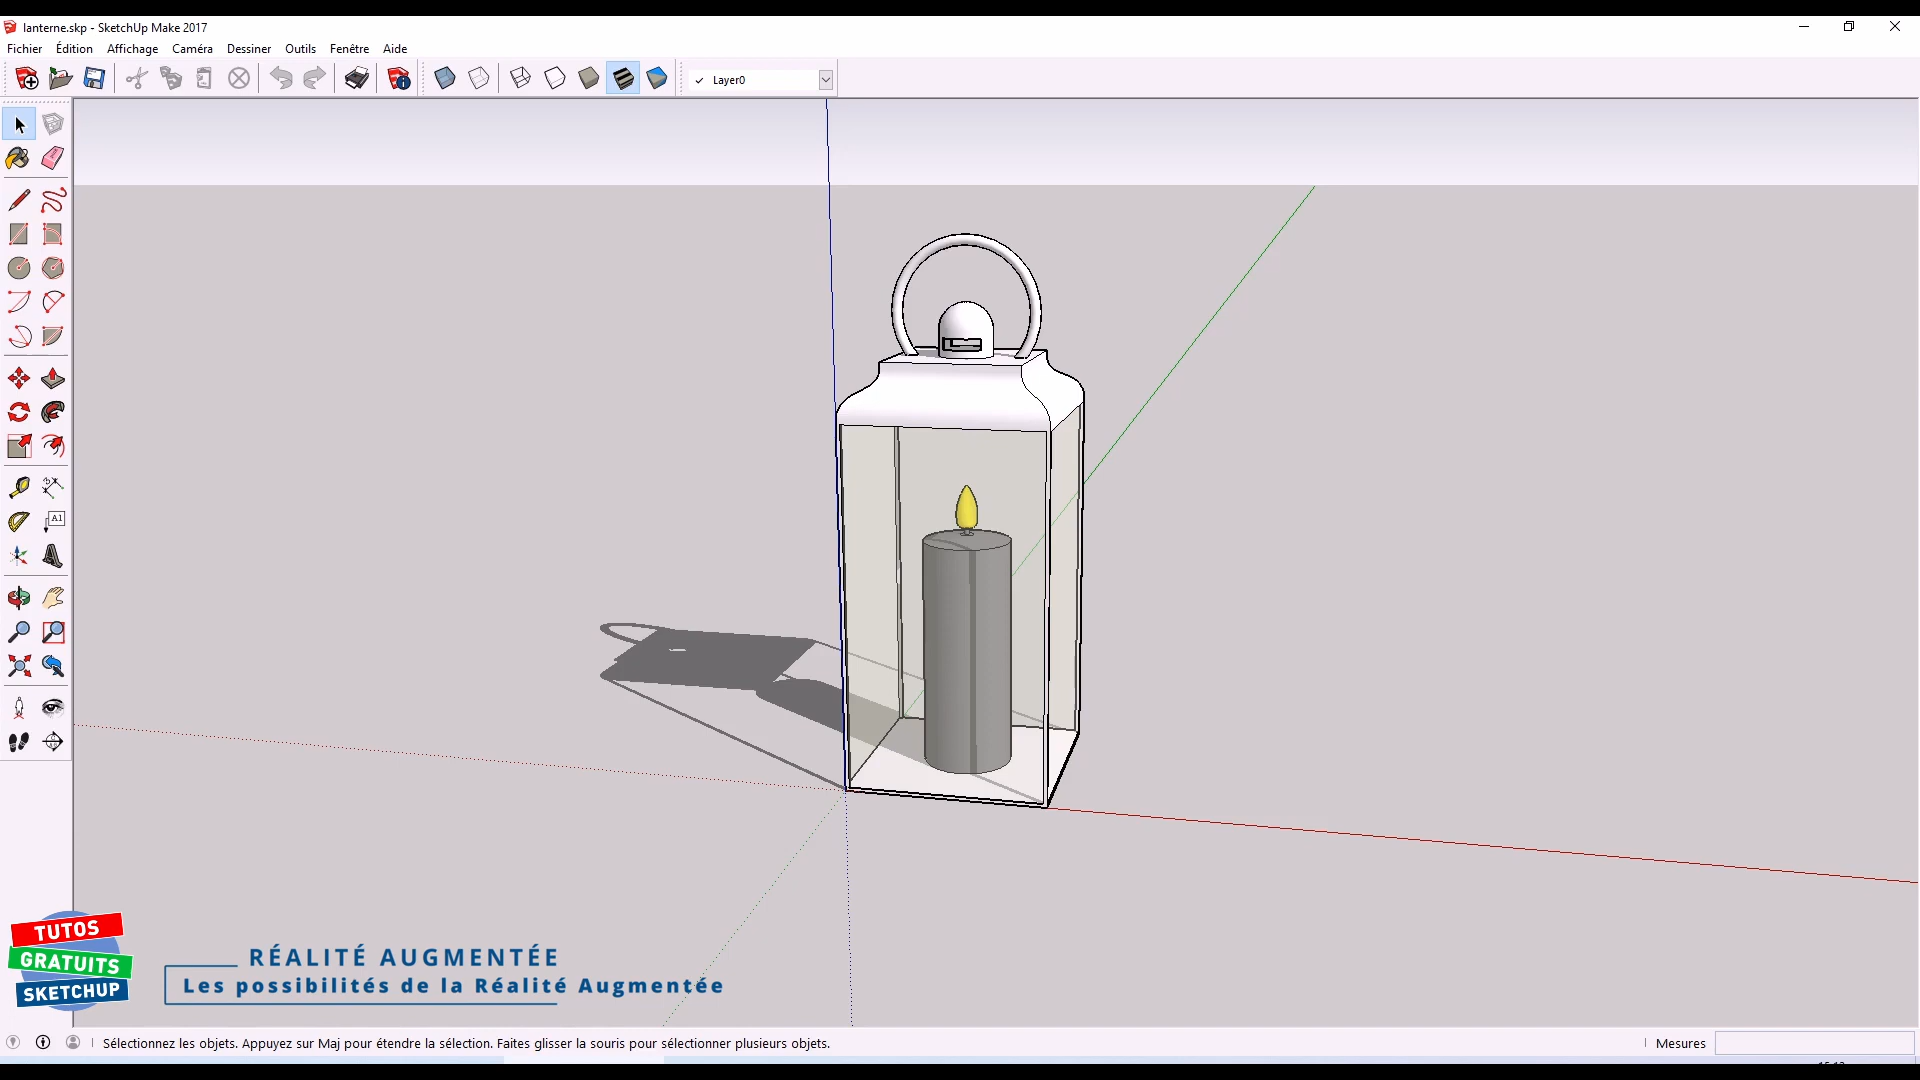 lanterne.skp - SketchUp Make 2017
Fichier Édition Affichage Caméra Dessiner Outils Fenêtre Aide
Layer0
A1
TUTOS
GRATUITS
SKETCHUP
RÉALITÉ AUGMENTÉE
Les possibilités de la Réalité Augmentée
Sélectionnez les objets. Appuyez sur Maj pour étendre la sélection. Faites glisser la souris pour sélectionner plusieurs objets.
Mesures